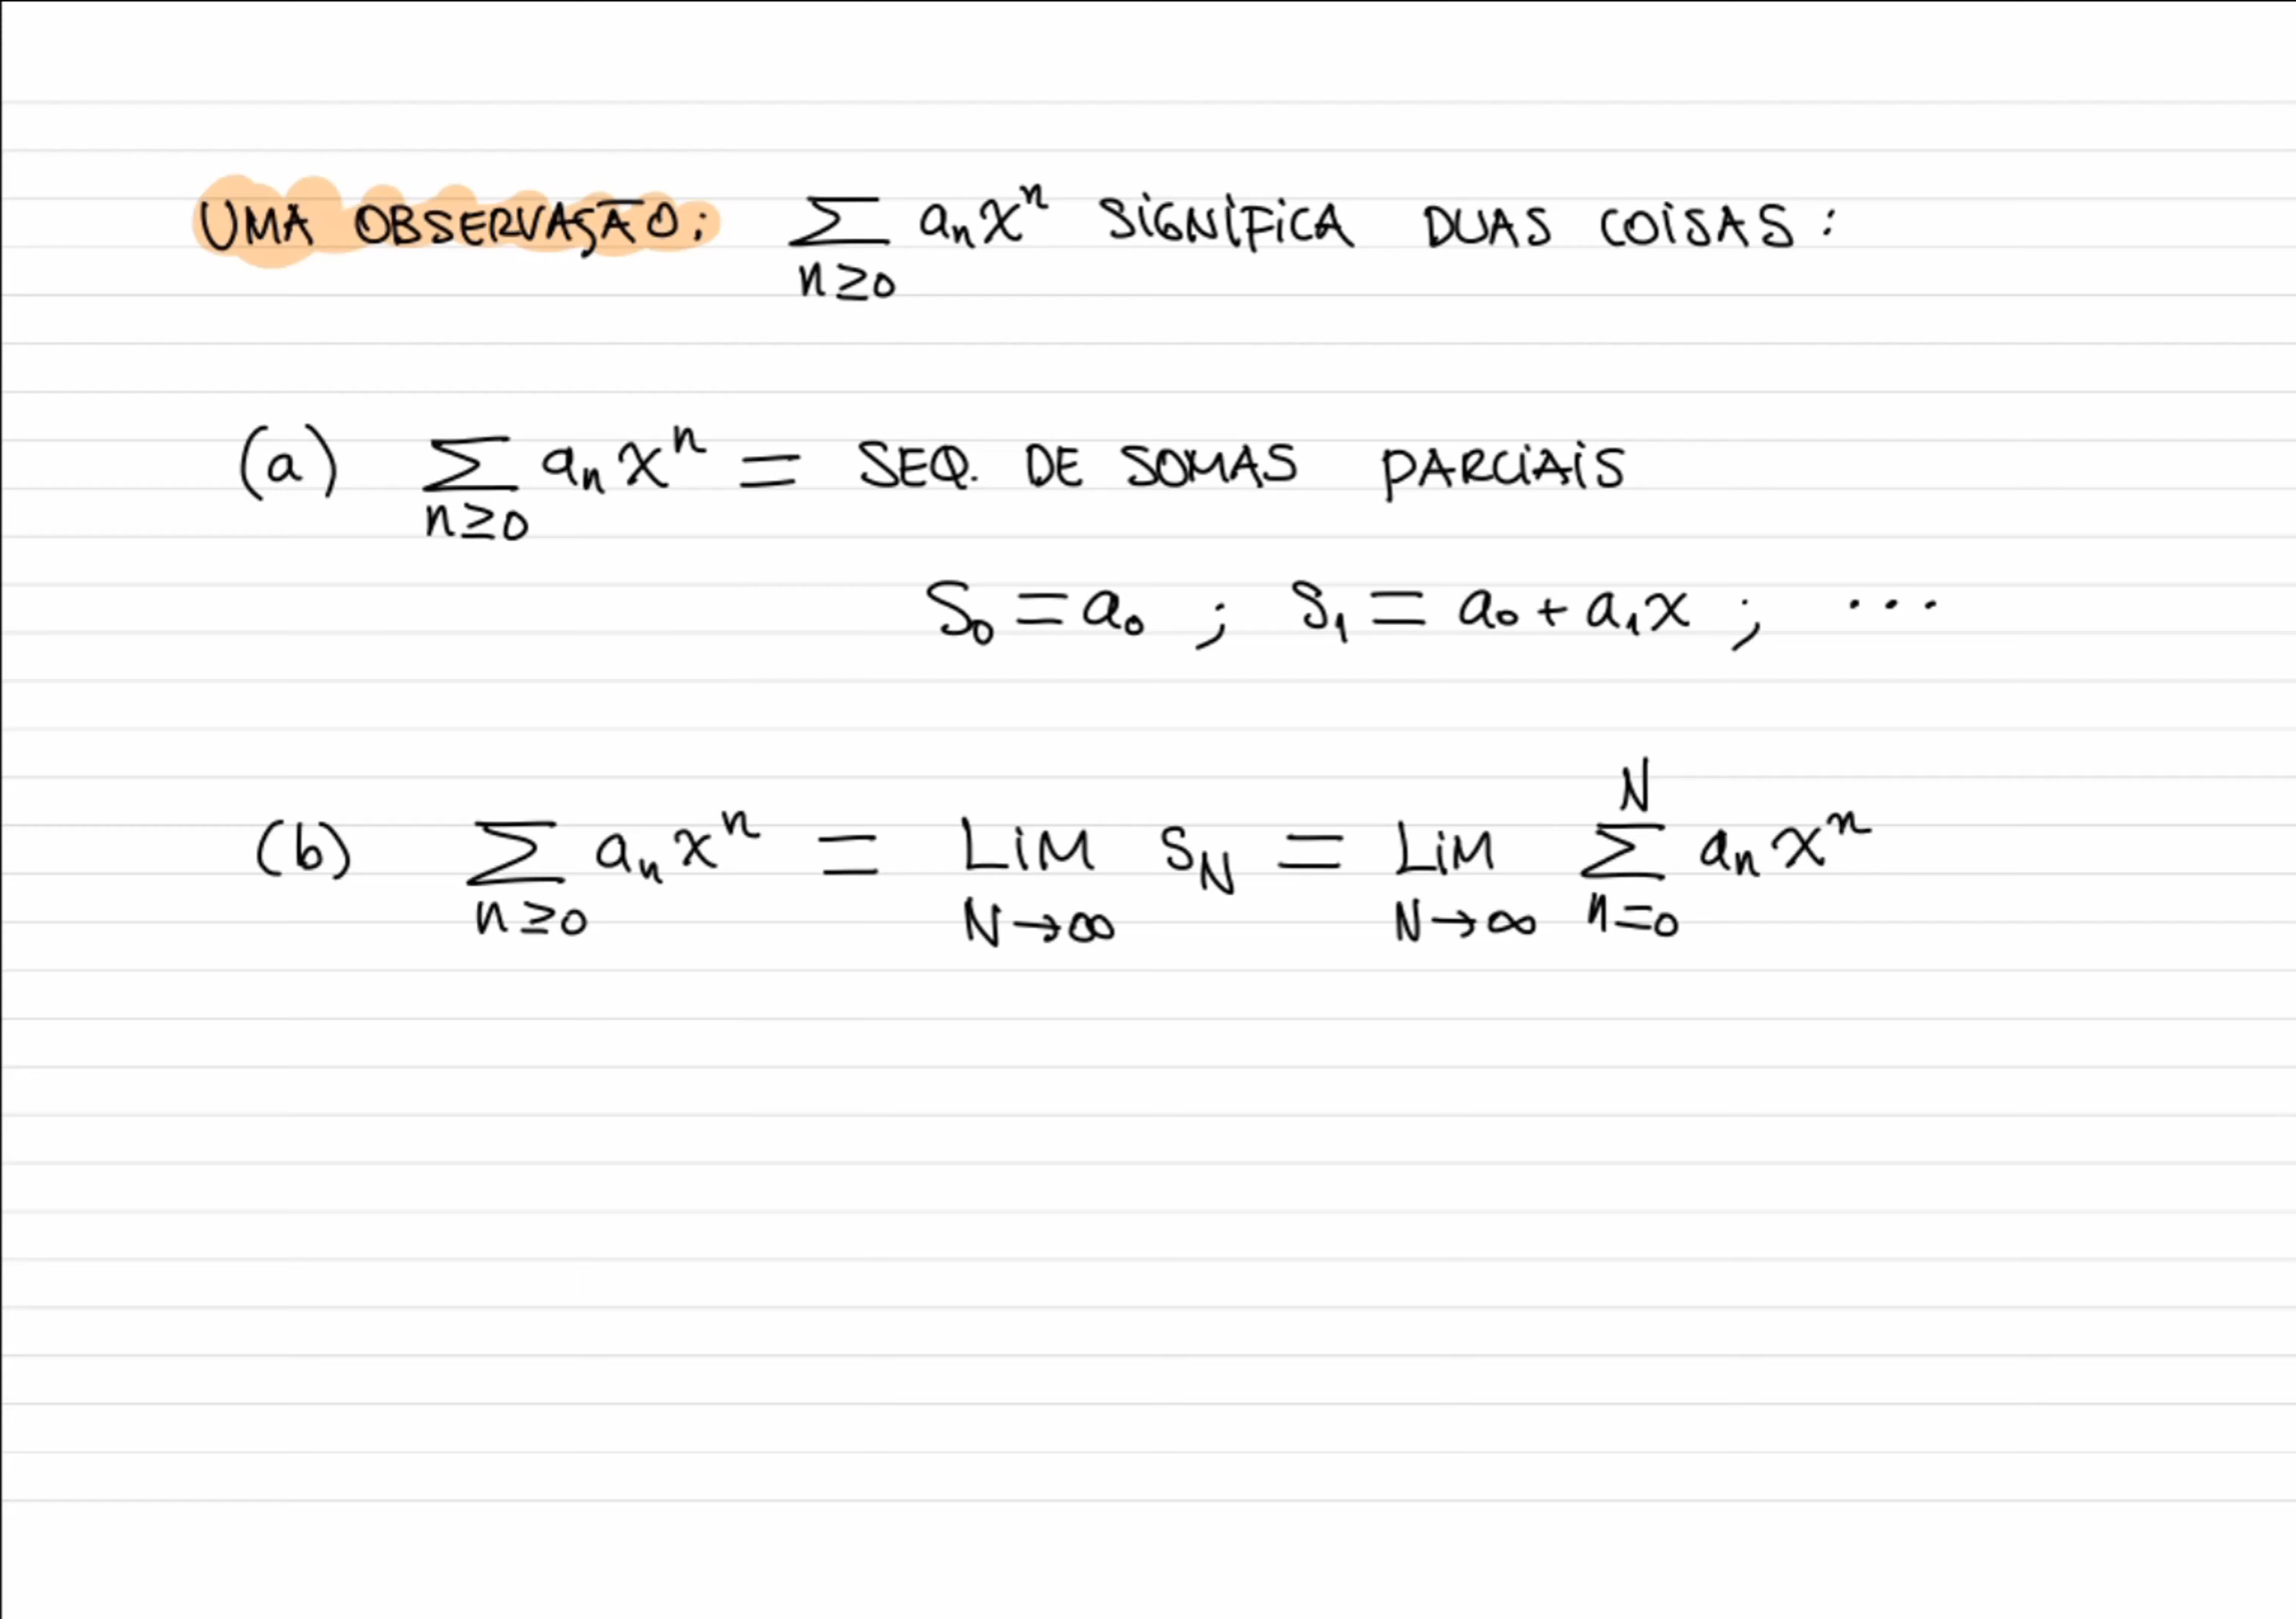 UMA OBSERVAÇÃO: ∑_{n≥0} aₙxⁿ SIGNIFICA DUAS COISAS:
(a) ∑_{n≥0} aₙxⁿ = SEQ. DE SOMAS PARCIAIS
S₀ = a₀ ; S₁ = a₀ + a₁x ; ...
(b) ∑_{n≥0} aₙxⁿ = LIM_{N→∞} S_N = LIM_{N→∞} ∑_{n=0}^{N} aₙxⁿ